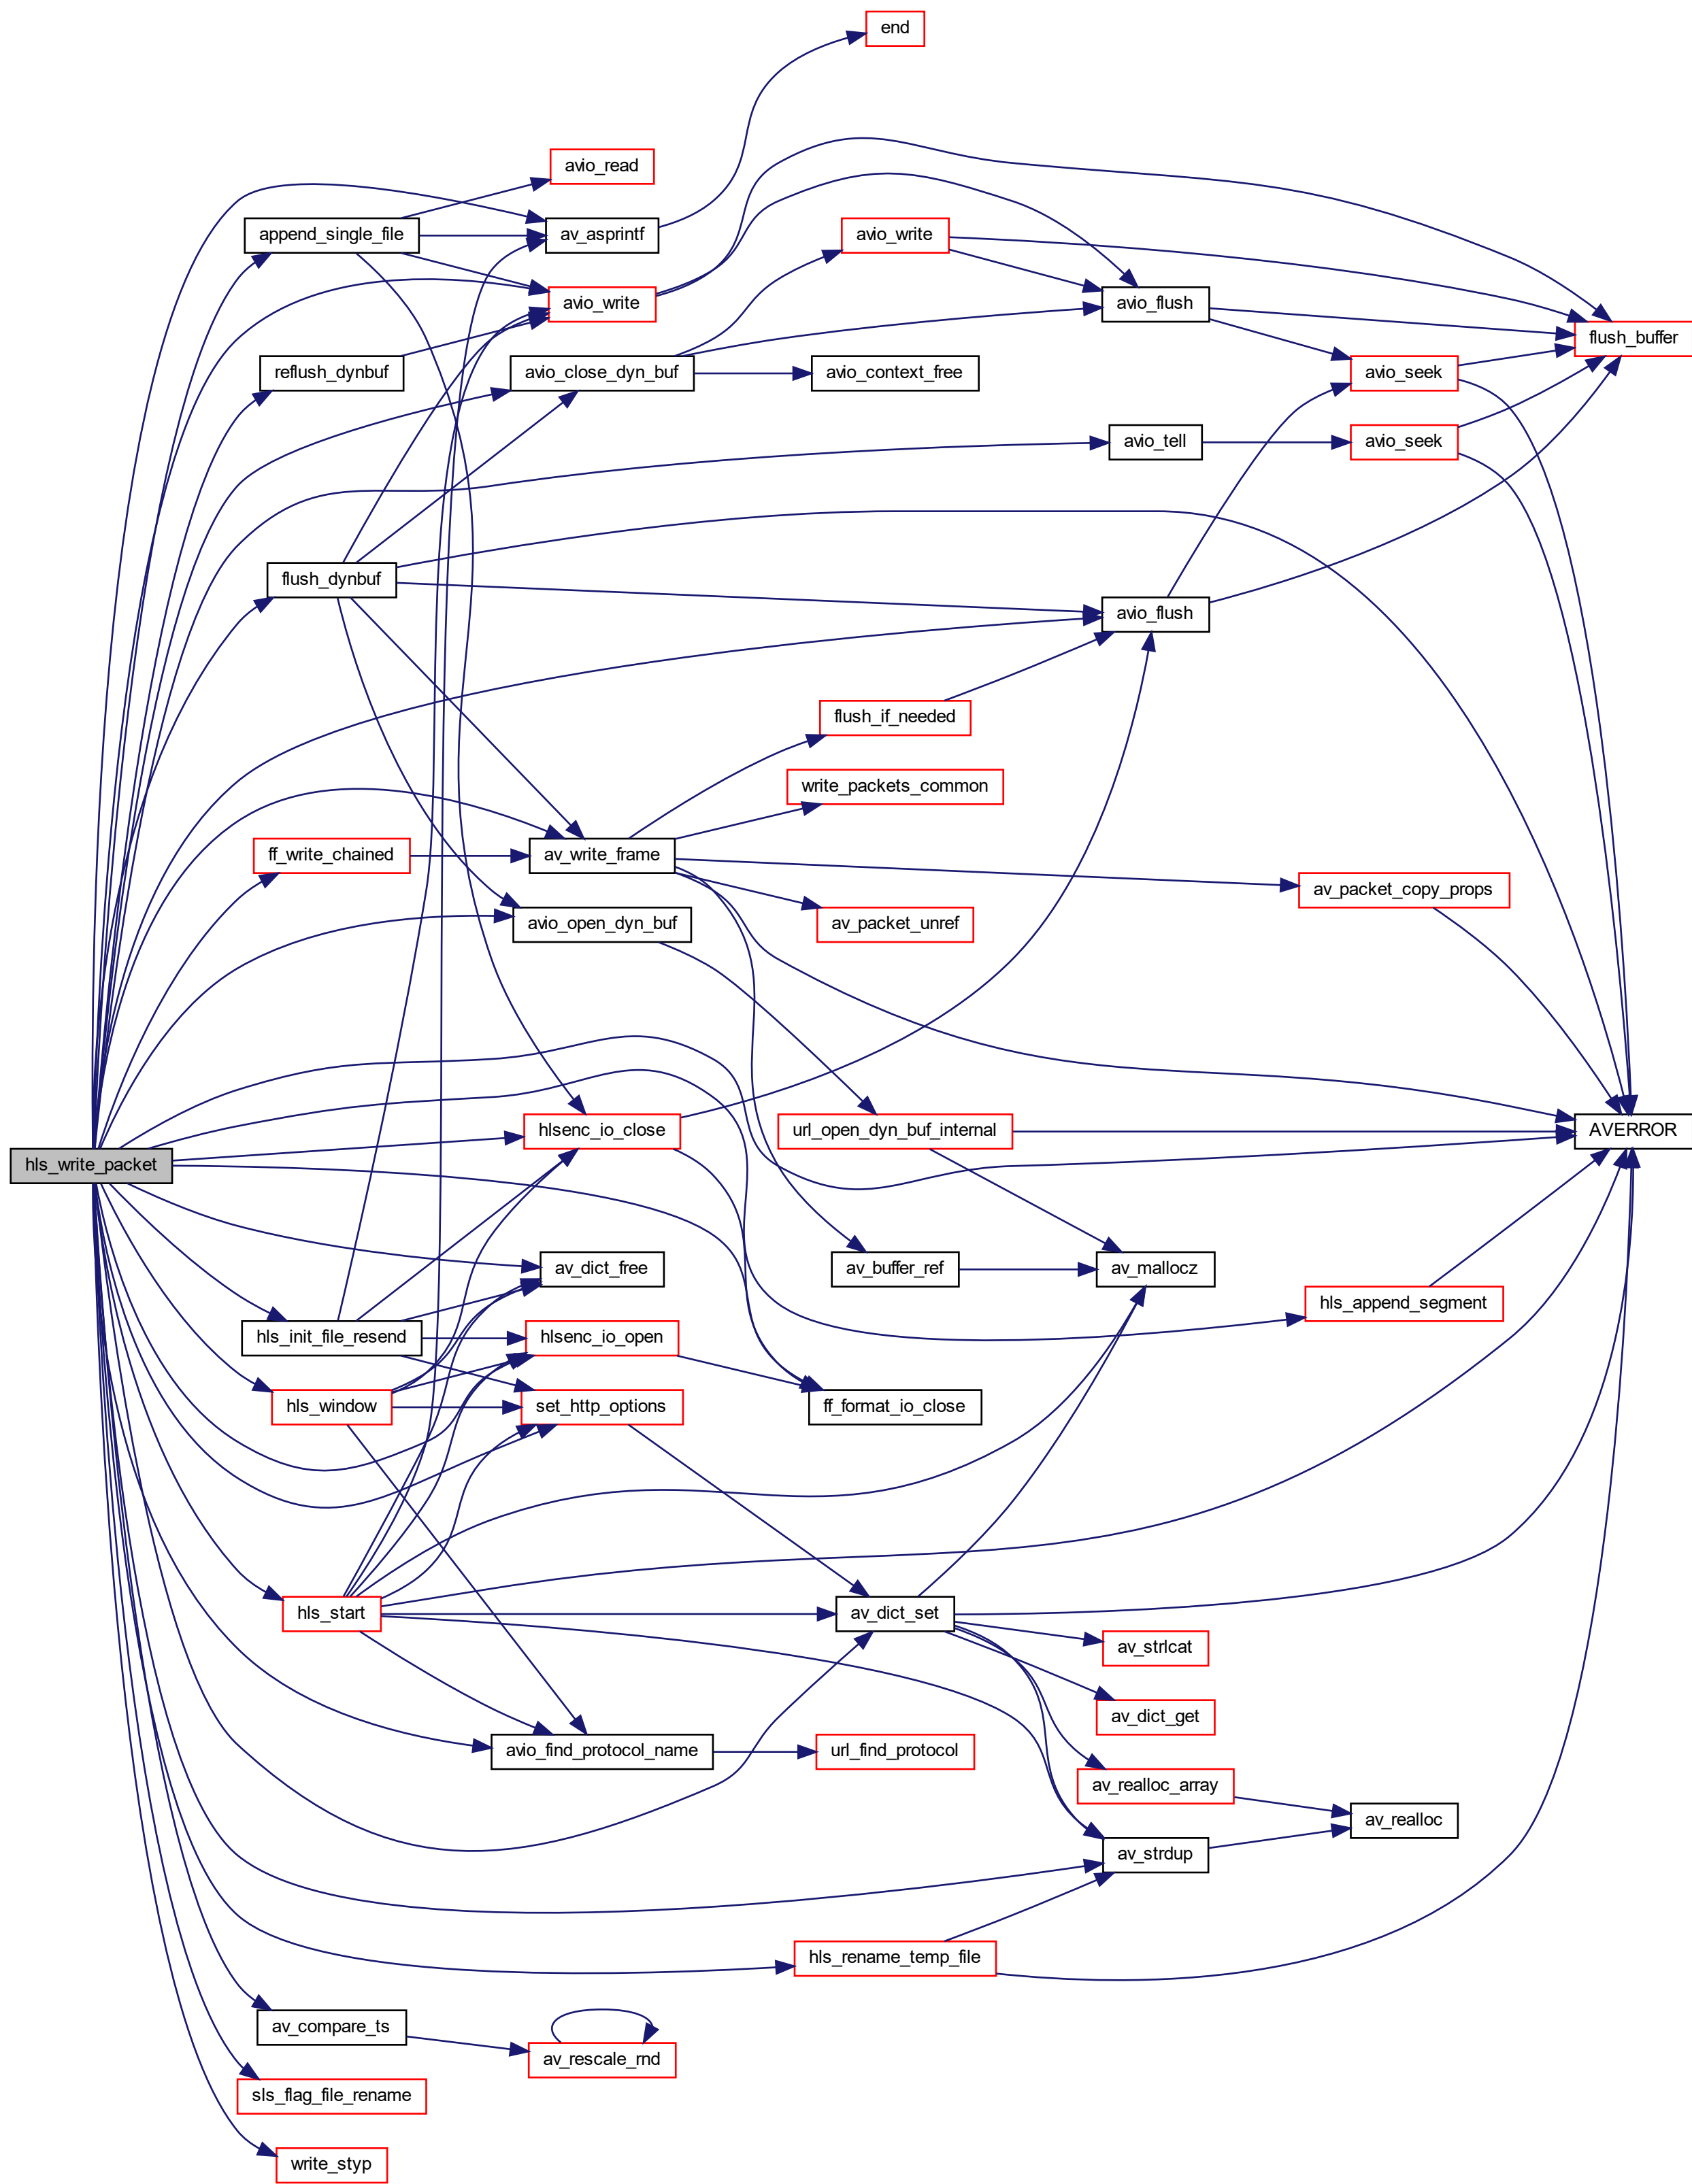 end
avio_read
append_single_file
av_asprintf
avio_write
avio_write
avio_flush
flush_buffer
reflush_dynbuf
avio_close_dyn_buf
avio_context_free
avio_seek
avio_tell
avio_seek
flush_dynbuf
avio_flush
flush_if_needed
write_packets_common
ff_write_chained
av_write_frame
av_packet_copy_props
avio_open_dyn_buf
av_packet_unref
hlsenc_io_close
url_open_dyn_buf_internal
AVERROR
hls_write_packet
av_dict_free
av_buffer_ref
av_mallocz
hls_init_file_resend
hlsenc_io_open
hls_append_segment
hls_window
set_http_options
ff_format_io_close
hls_start
av_dict_set
av_strlcat
av_dict_get
avio_find_protocol_name
url_find_protocol
av_realloc_array
av_realloc
av_strdup
hls_rename_temp_file
av_compare_ts
av_rescale_rnd
sls_flag_file_rename
write_styp